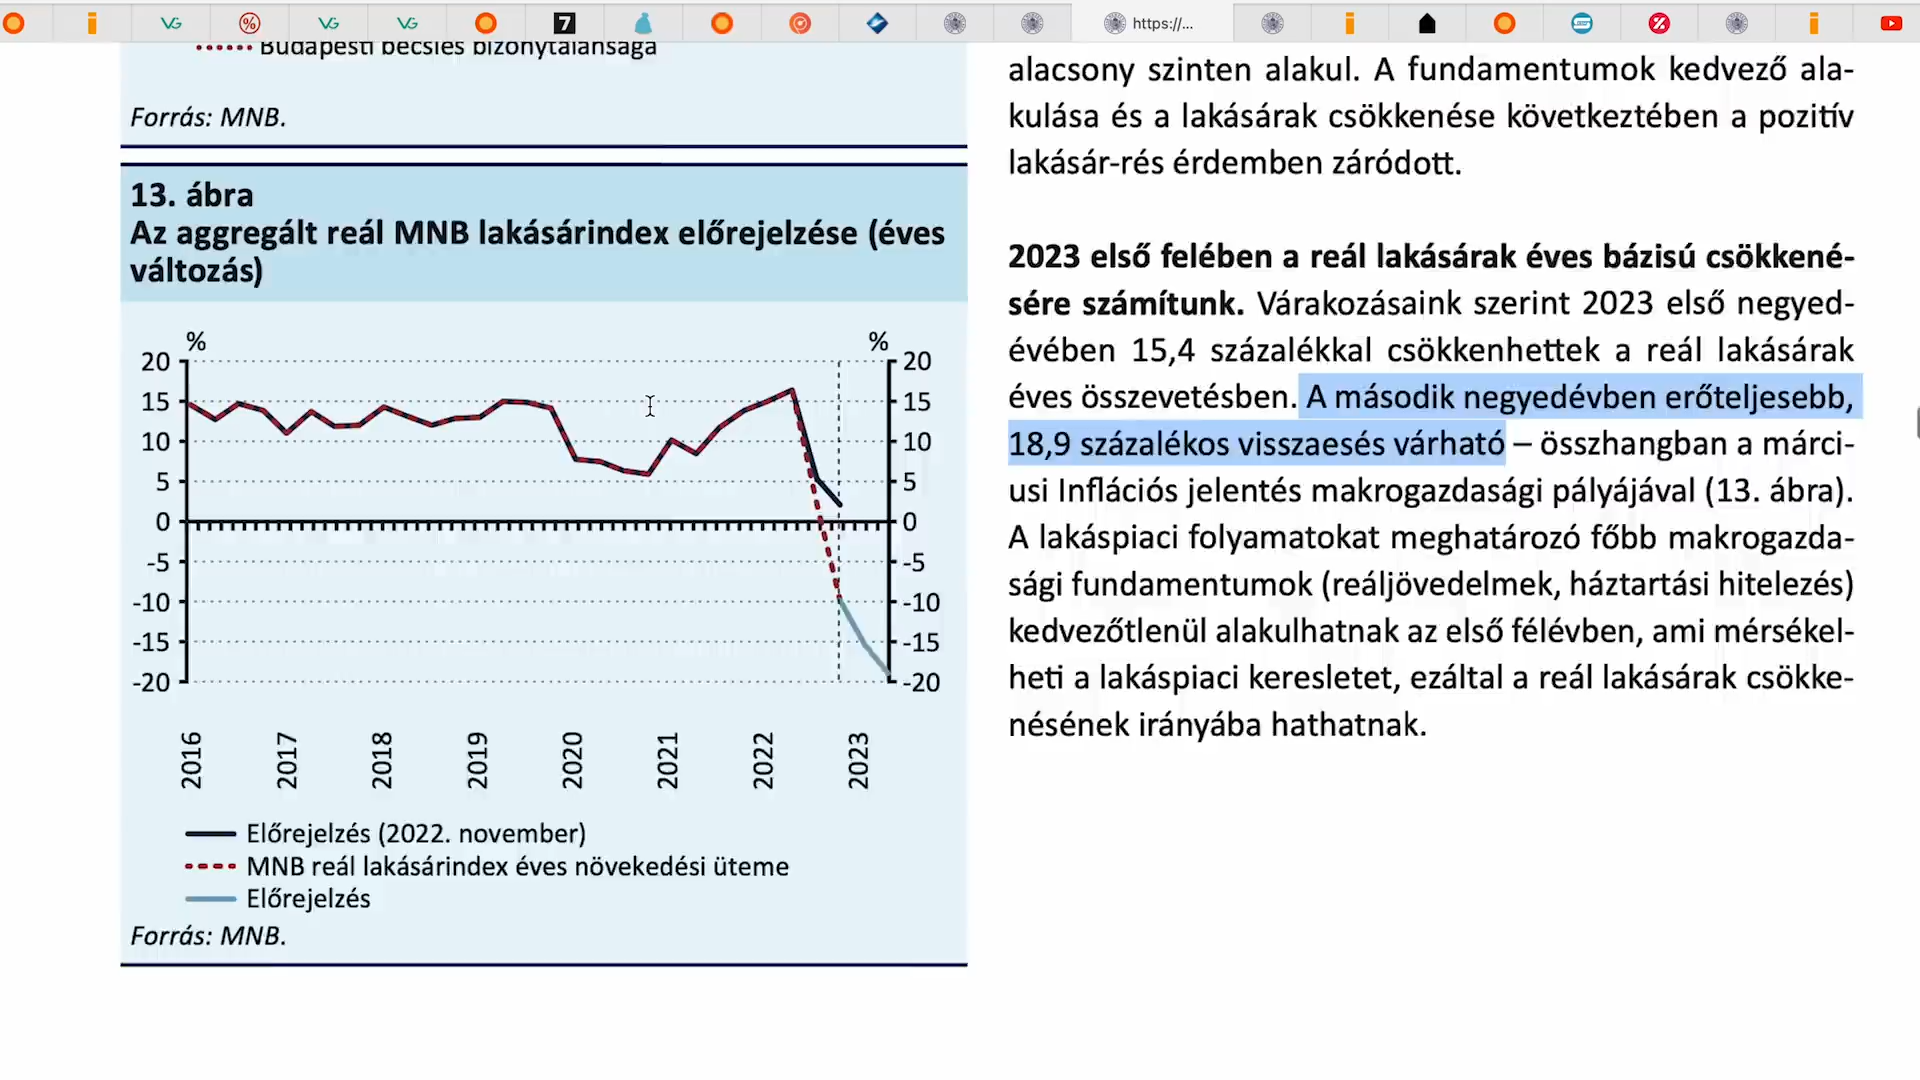 https://...
Budapesti becslés bizonytalansága
Forrás: MNB.
13. ábra
Az aggregált reál MNB lakásárindex előrejelzése (éves
változás)
% %
20 20
15 15
10 10
5 5
0 0
-5 -5
-10 -10
-15 -15
-20 -20
2016 2017 2018 2019 2020 2021 2022 2023
Előrejelzés (2022. november)
MNB reál lakásárindex éves növekedési üteme
Előrejelzés
Forrás: MNB.
alacsony szinten alakul. A fundamentumok kedvező ala-
kulása és a lakásárak csökkenése következtében a pozitív
lakásár-rés érdemben záródott.
2023 első felében a reál lakásárak éves bázisú csökkené-
sére számítunk. Várakozásaink szerint 2023 első negyed-
évében 15,4 százalékkal csökkenhettek a reál lakásárak
éves összevetésben. A második negyedévben erőteljesebb,
18,9 százalékos visszaesés várható – összhangban a márci-
usi Inflációs jelentés makrogazdasági pályájával (13. ábra).
A lakáspiaci folyamatokat meghatározó főbb makrogazda-
sági fundamentumok (reáljövedelmek, háztartási hitelezés)
kedvezőtlenül alakulhatnak az első félévben, ami mérsékel-
heti a lakáspiaci keresletet, ezáltal a reál lakásárak csökke-
nésének irányába hathatnak.